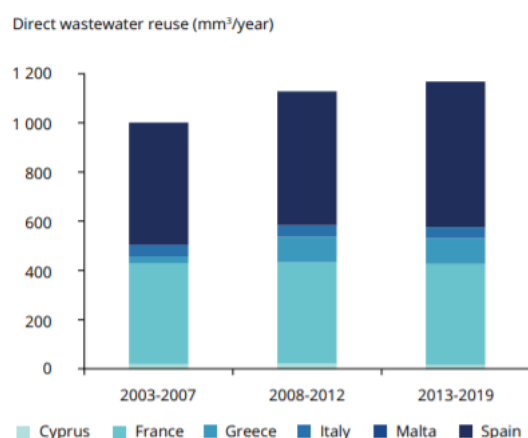 Direct wastewater reuse (mm³/year)
1 200
1 000
800
600
400
200
0
2003-2007 2008-2012 2013-2019
Cyprus France Greece Italy Malta Spain